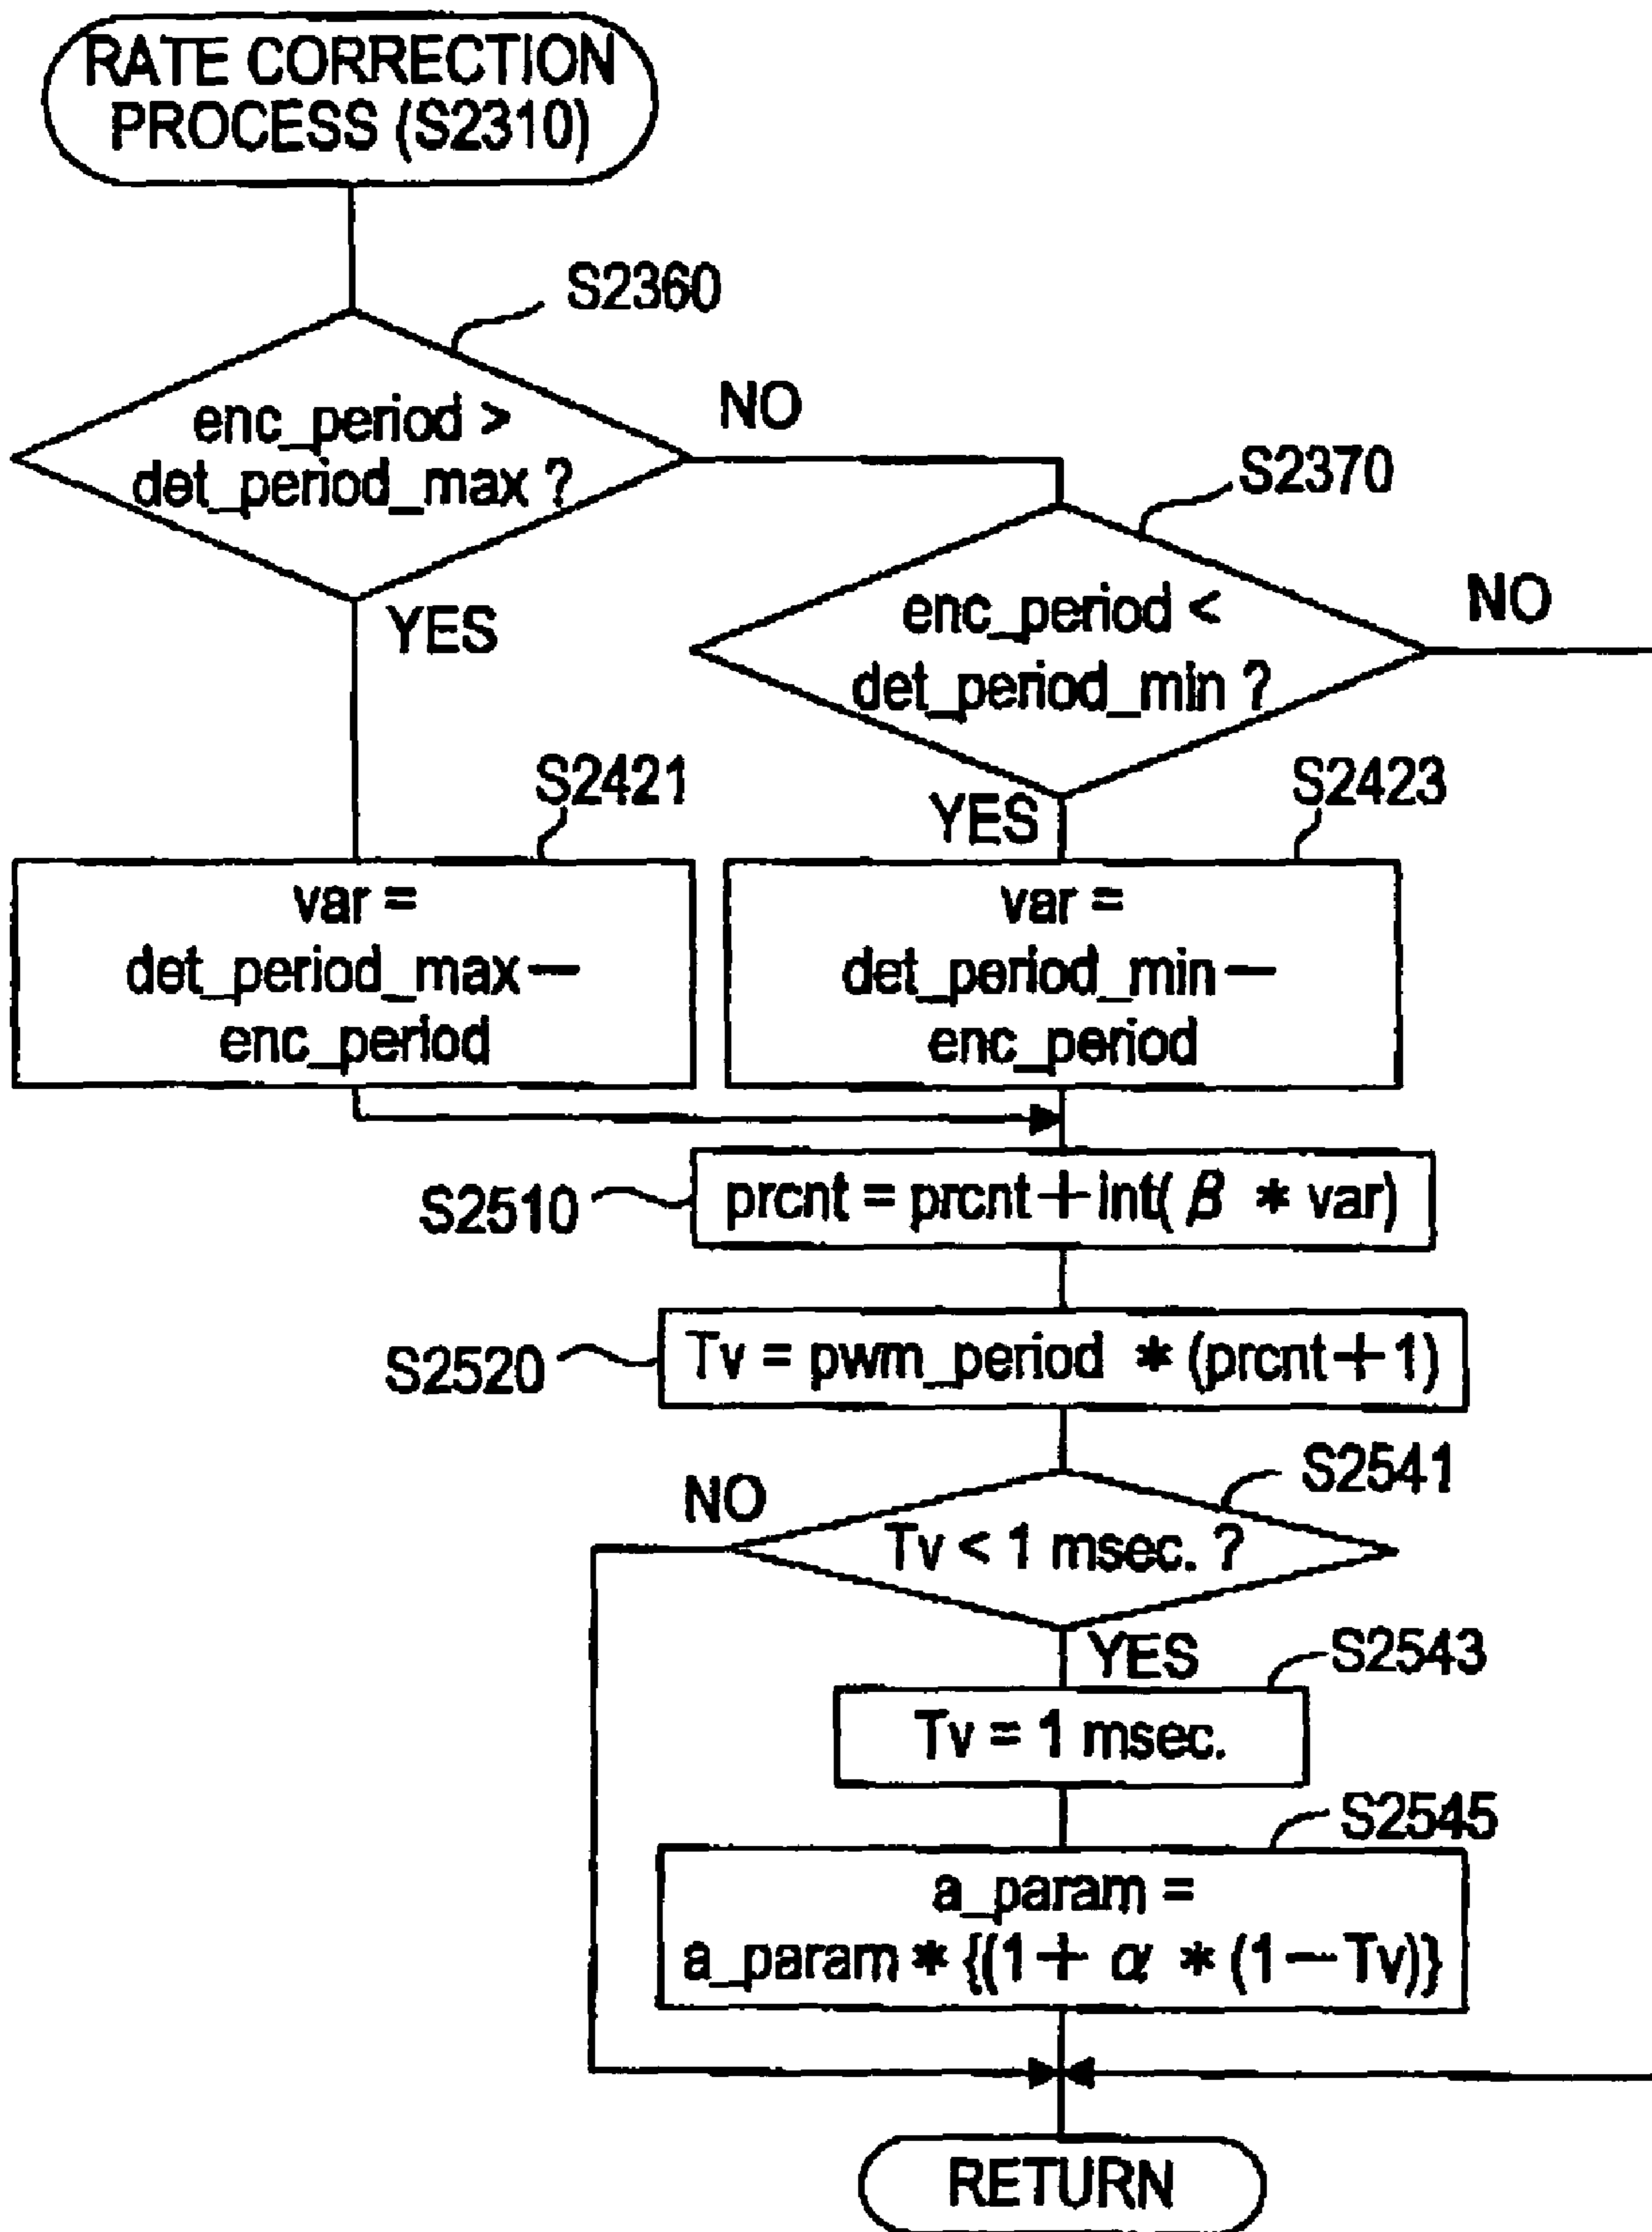 RATE CORRECTION
PROCESS (S2310)
S2360
enc_period >
det_period_max ?
NO
YES
S2370
enc_period <
det_period_min ?
NO
YES
S2421
var =
det_period_max —
enc_period
S2423
var =
det_period_min —
enc_period
S2510
prcnt = prcnt + int( β * var)
S2520
Tv = pwm_period * (prcnt + 1)
S2541
NO
Tv < 1 msec. ?
YES
S2543
Tv = 1 msec.
S2545
a_param =
a_param * {(1 + α * (1 — Tv)}
RETURN